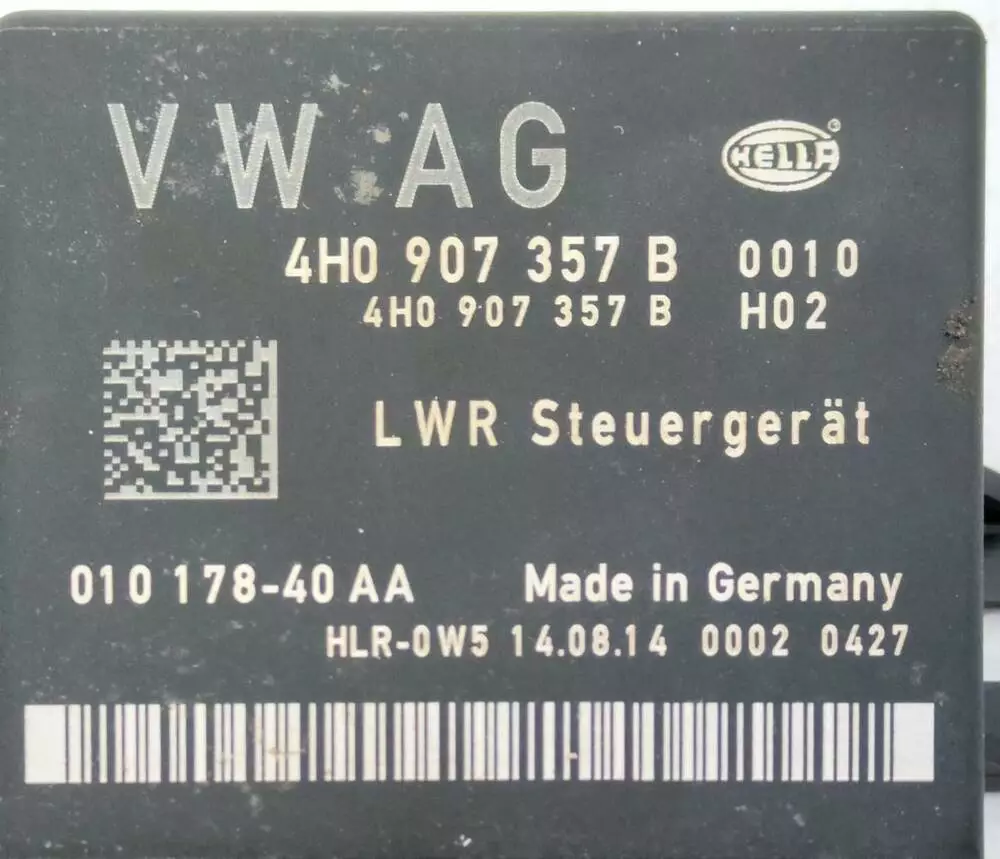 VW AG HELLA
4H0 907 357 B 0010
4H0 907 357 B H02
LWR Steuergerät
010 178-40 AA Made in Germany
HLR-0W5 14.08.14 0002 0427